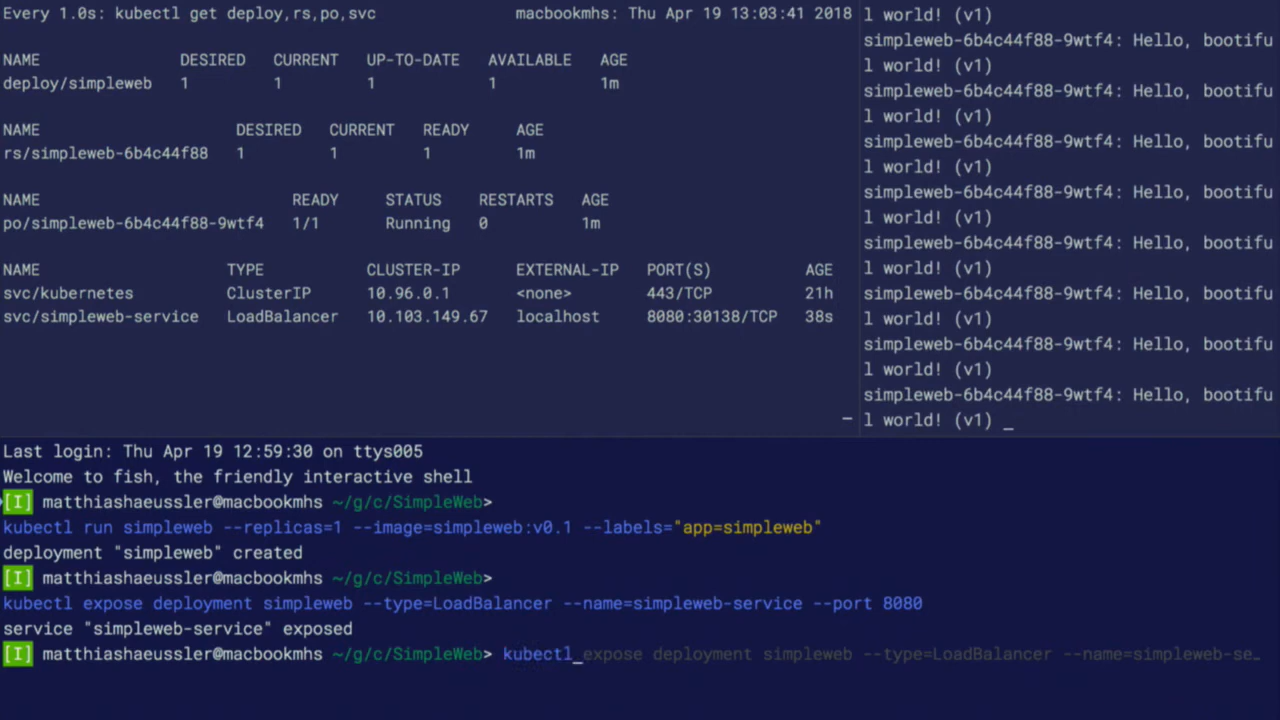 Every 1.0s: kubectl get deploy,rs,po,svc macbookmhs: Thu Apr 19 13:03:41 2018
NAME DESIRED CURRENT UP-TO-DATE AVAILABLE AGE
deploy/simpleweb 1 1 1 1 1m
NAME DESIRED CURRENT READY AGE
rs/simpleweb-6b4c44f88 1 1 1 1m
NAME READY STATUS RESTARTS AGE
po/simpleweb-6b4c44f88-9wtf4 1/1 Running 0 1m
NAME TYPE CLUSTER-IP EXTERNAL-IP PORT(S) AGE
svc/kubernetes ClusterIP 10.96.0.1 <none> 443/TCP 21h
svc/simpleweb-service LoadBalancer 10.103.149.67 localhost 8080:30138/TCP 38s
l world! (v1)
simpleweb-6b4c44f88-9wtf4: Hello, bootifu
l world! (v1)
simpleweb-6b4c44f88-9wtf4: Hello, bootifu
l world! (v1)
simpleweb-6b4c44f88-9wtf4: Hello, bootifu
l world! (v1)
simpleweb-6b4c44f88-9wtf4: Hello, bootifu
l world! (v1)
simpleweb-6b4c44f88-9wtf4: Hello, bootifu
l world! (v1)
simpleweb-6b4c44f88-9wtf4: Hello, bootifu
l world! (v1)
simpleweb-6b4c44f88-9wtf4: Hello, bootifu
l world! (v1)
simpleweb-6b4c44f88-9wtf4: Hello, bootifu
l world! (v1) _
Last login: Thu Apr 19 12:59:30 on ttys005
Welcome to fish, the friendly interactive shell
[I] matthiashaeussler@macbookmhs ~/g/c/SimpleWeb>
kubectl run simpleweb --replicas=1 --image=simpleweb:v0.1 --labels="app=simpleweb"
deployment "simpleweb" created
[I] matthiashaeussler@macbookmhs ~/g/c/SimpleWeb>
kubectl expose deployment simpleweb --type=LoadBalancer --name=simpleweb-service --port 8080
service "simpleweb-service" exposed
[I] matthiashaeussler@macbookmhs ~/g/c/SimpleWeb> kubectl_expose deployment simpleweb --type=LoadBalancer --name=simpleweb-se…